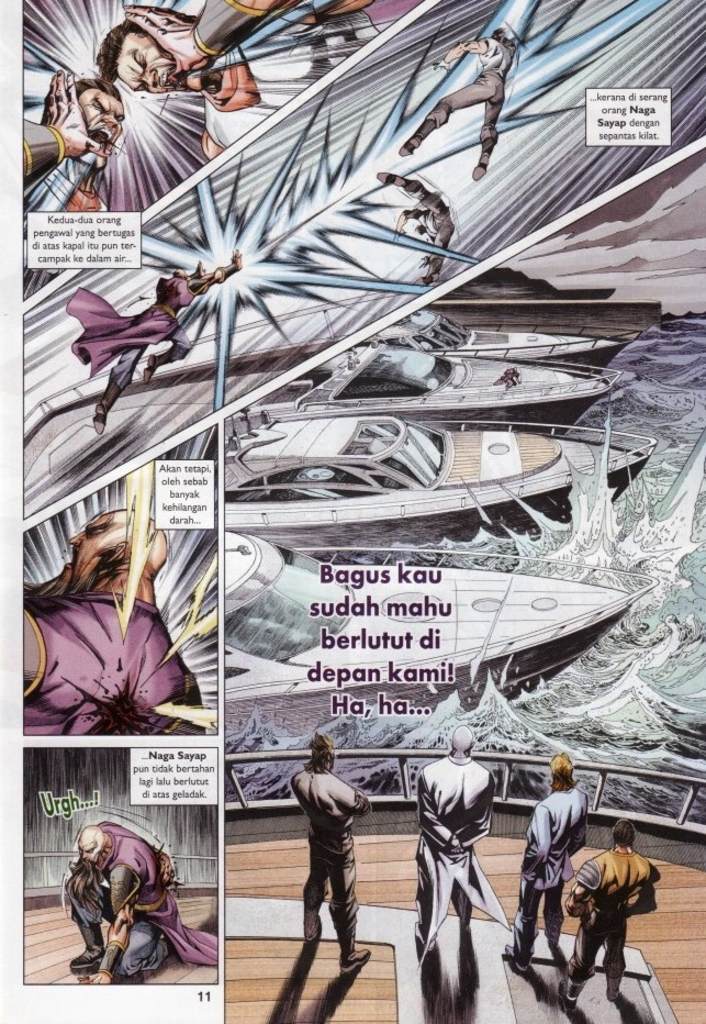 Kedua-dua orang
pengawal yang bertugas
di atas kapal itu pun ter-
campak ke dalam air...
...kerana di serang
orang Naga
Sayap dengan
sepantas kilat.
Akan tetapi,
oleh sebab
banyak
kehilangan
darah...
...Naga Sayap
pun tidak bertahan
lagi lalu berlutut
di atas geladak.
Urgh...!
Bagus kau
sudah mahu
berlutut di
depan kami!
Ha, ha...
11